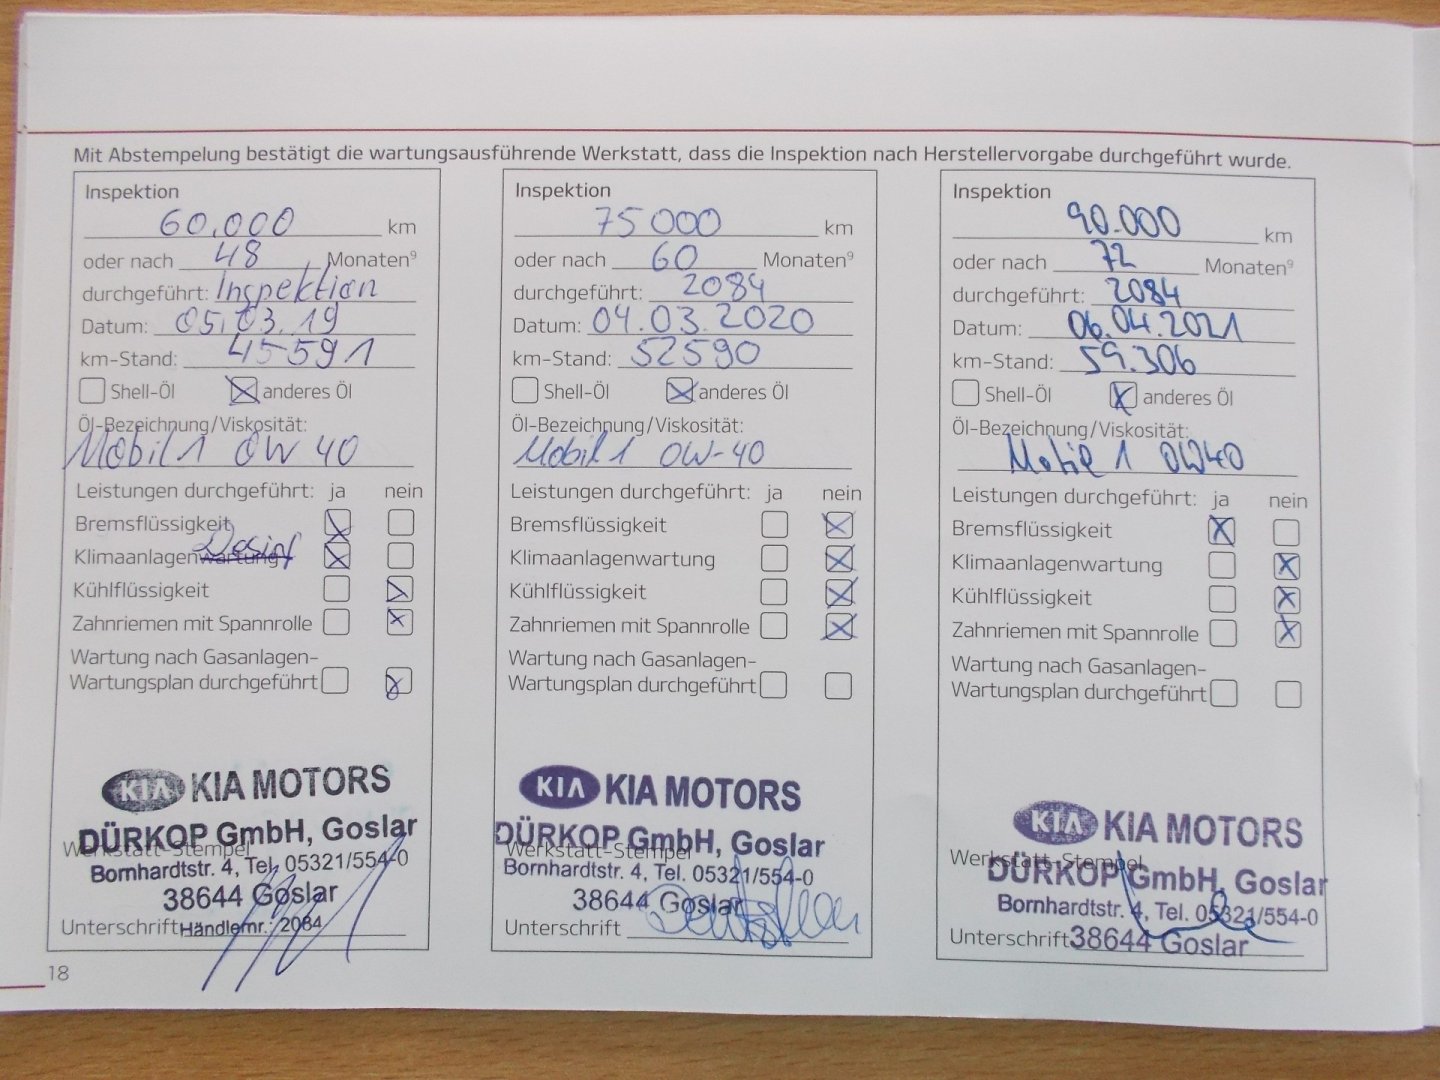 Mit Abstempelung bestätigt die wartungsausführende Werkstatt, dass die Inspektion nach Herstellervorgabe durchgeführt wurde.
Inspektion
60.000 km
oder nach 48 Monaten⁹
durchgeführt: Inspektion
Datum: 05.03.19
km-Stand: 45591
Shell-Öl anderes Öl
Öl-Bezeichnung/Viskosität:
Mobil 1 0W 40
Leistungen durchgeführt: ja nein
Bremsflüssigkeit
Klimaanlagenwartung Desinf
Kühlflüssigkeit
Zahnriemen mit Spannrolle
Wartung nach Gasanlagen-
Wartungsplan durchgeführt
KIA KIA MOTORS
DÜRKOP GmbH, Goslar
Werkstatt-Stempel
Bornhardtstr. 4, Tel. 05321/554-0
38644 Goslar
Unterschrift Händlernr.: 2084
Inspektion
75 000 km
oder nach 60 Monaten⁹
durchgeführt: 2084
Datum: 04.03.2020
km-Stand: 52590
Shell-Öl anderes Öl
Öl-Bezeichnung/Viskosität:
Mobil 1 0W-40
Leistungen durchgeführt: ja nein
Bremsflüssigkeit
Klimaanlagenwartung
Kühlflüssigkeit
Zahnriemen mit Spannrolle
Wartung nach Gasanlagen-
Wartungsplan durchgeführt
KIA KIA MOTORS
DÜRKOP GmbH, Goslar
Werkstatt-Stempel
Bornhardtstr. 4, Tel. 05321/554-0
38644 Goslar
Unterschrift
Inspektion
90.000 km
oder nach 72 Monaten⁹
durchgeführt: 2084
Datum: 06.04.2021
km-Stand: 59.306
Shell-Öl anderes Öl
Öl-Bezeichnung/Viskosität:
Mobil 1 0W40
Leistungen durchgeführt: ja nein
Bremsflüssigkeit
Klimaanlagenwartung
Kühlflüssigkeit
Zahnriemen mit Spannrolle
Wartung nach Gasanlagen-
Wartungsplan durchgeführt
KIA KIA MOTORS
Werkstatt-Stempel
DÜRKOP GmbH, Goslar
Bornhardtstr. 4, Tel. 05321/554-0
Unterschrift 38644 Goslar
18